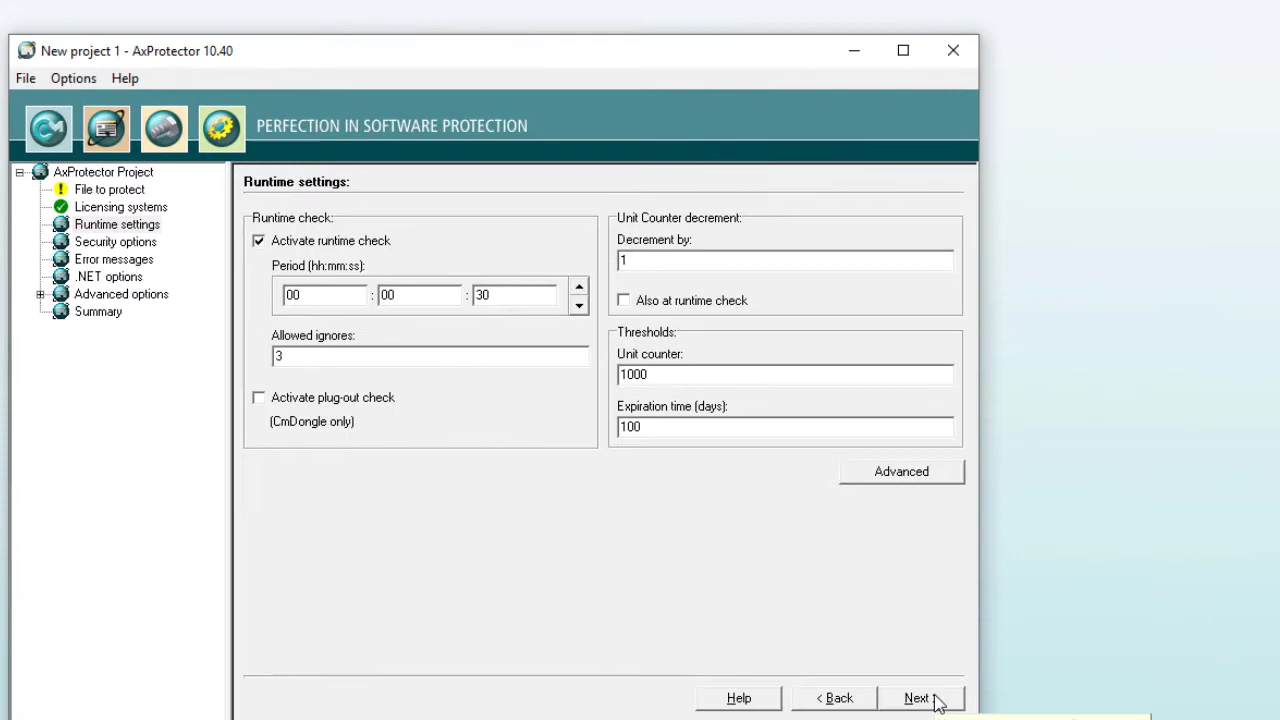 New project 1 - AxProtector 10.40
File Options Help
PERFECTION IN SOFTWARE PROTECTION
AxProtector Project
File to protect
Licensing systems
Runtime settings
Security options
Error messages
.NET options
Advanced options
Summary
Runtime settings:
Runtime check:
Activate runtime check
Period (hh:mm:ss):
00 : 00 : 30
Allowed ignores:
3
Activate plug-out check
(CmDongle only)
Unit Counter decrement:
Decrement by:
1
Also at runtime check
Thresholds:
Unit counter:
1000
Expiration time (days):
100
Advanced
Help < Back Next